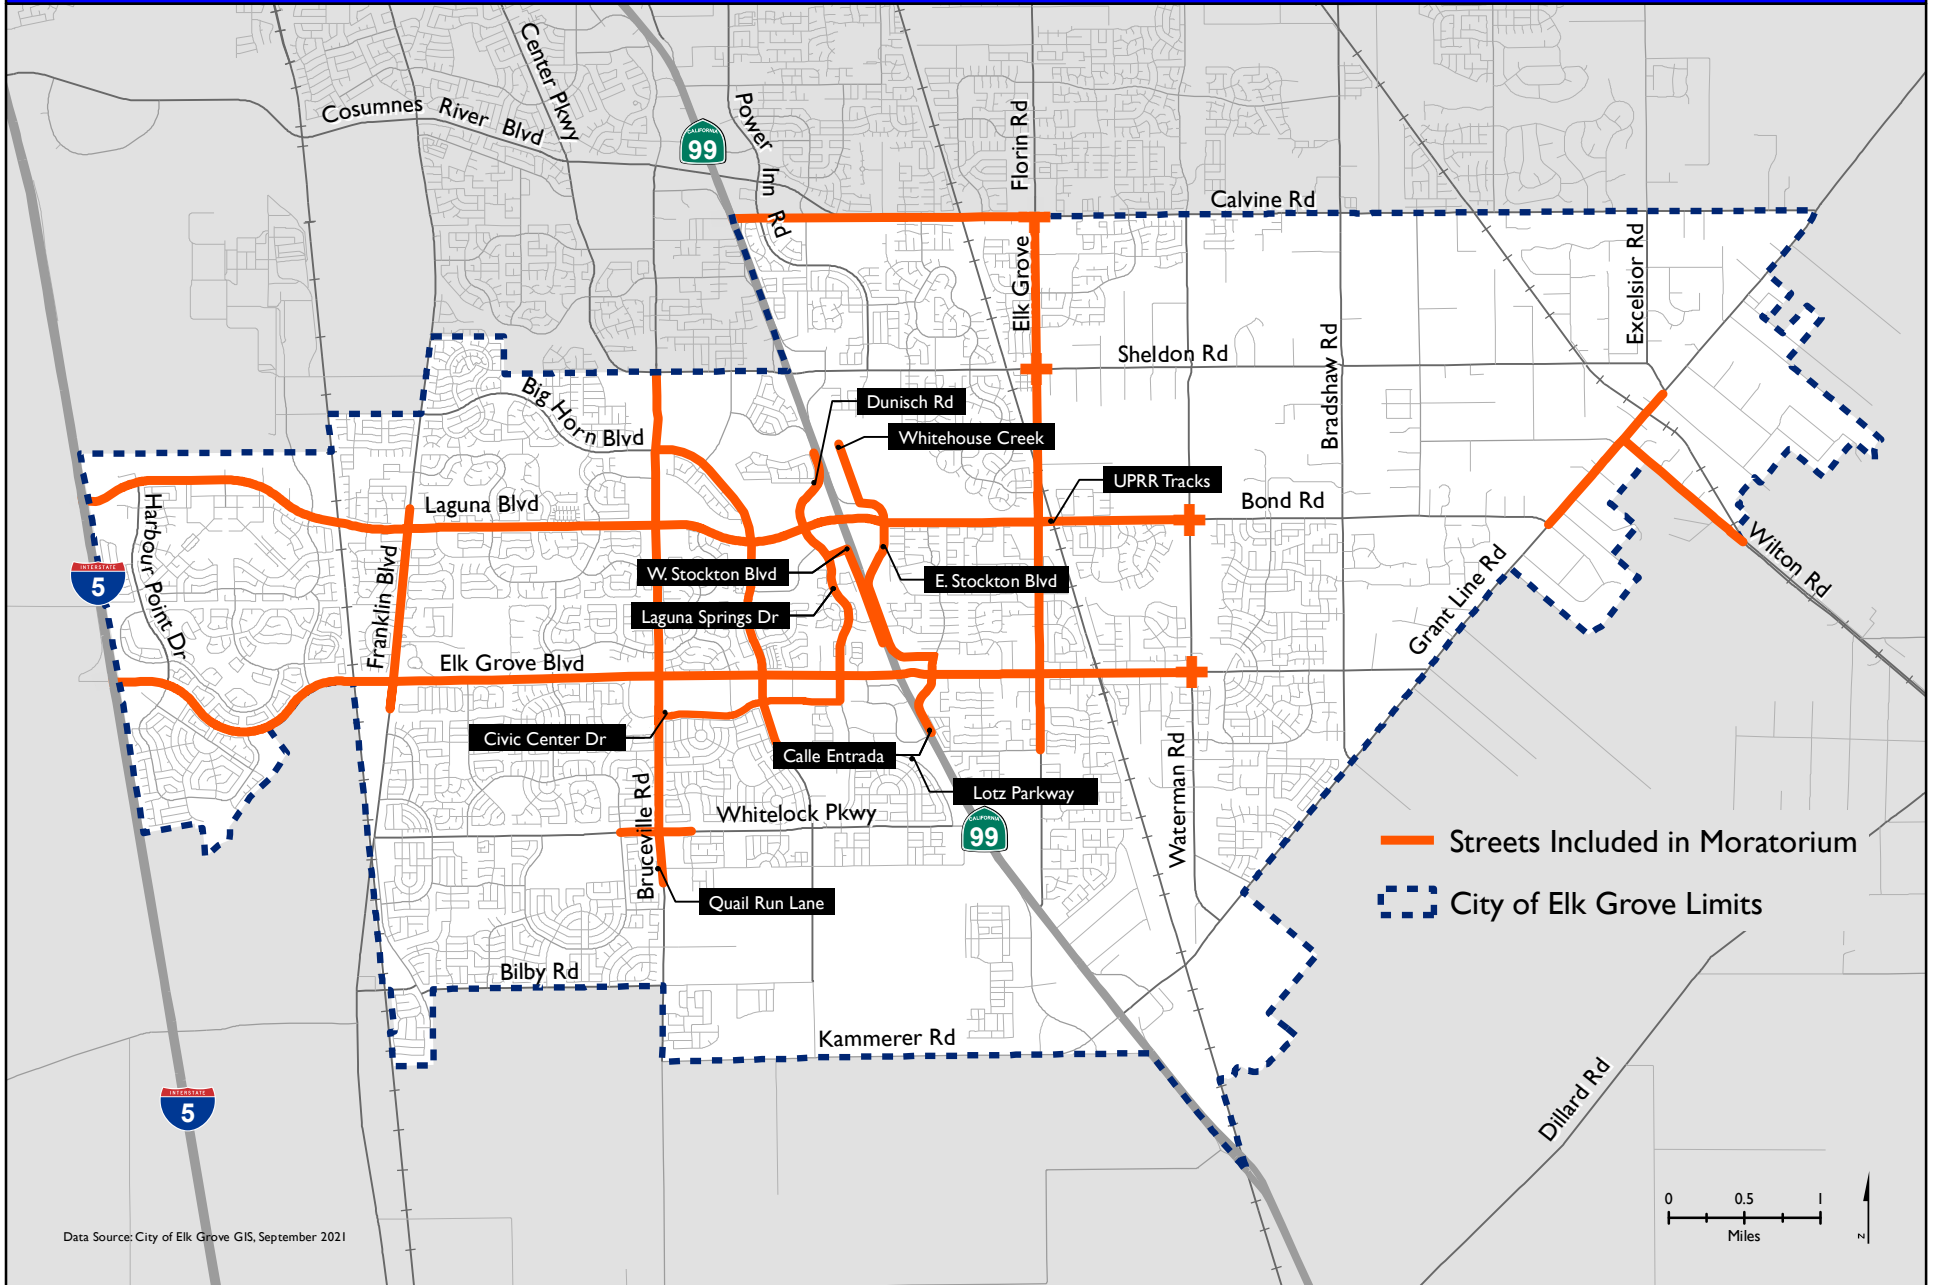 Center Pkwy
Cosumnes River Blvd
Power Inn Rd
CALIFORNIA
99
Elk Grove Florin Rd
Calvine Rd
Excelsior Rd
Bradshaw Rd
Sheldon Rd
Big Horn Blvd
Dunisch Rd
Whitehouse Creek
UPRR Tracks
Bond Rd
Laguna Blvd
Harbour Point Dr
Franklin Blvd
INTERSTATE
5
W. Stockton Blvd
E. Stockton Blvd
Laguna Springs Dr
Grant Line Rd
Wilton Rd
Elk Grove Blvd
Civic Center Dr
Calle Entrada
Lotz Parkway
Waterman Rd
Bruceville Rd
Whitelock Pkwy
CALIFORNIA
99
Streets Included in Moratorium
City of Elk Grove Limits
Quail Run Lane
Bilby Rd
Kammerer Rd
Dillard Rd
INTERSTATE
5
0 0.5 1
Miles
Z
Data Source: City of Elk Grove GIS, September 2021